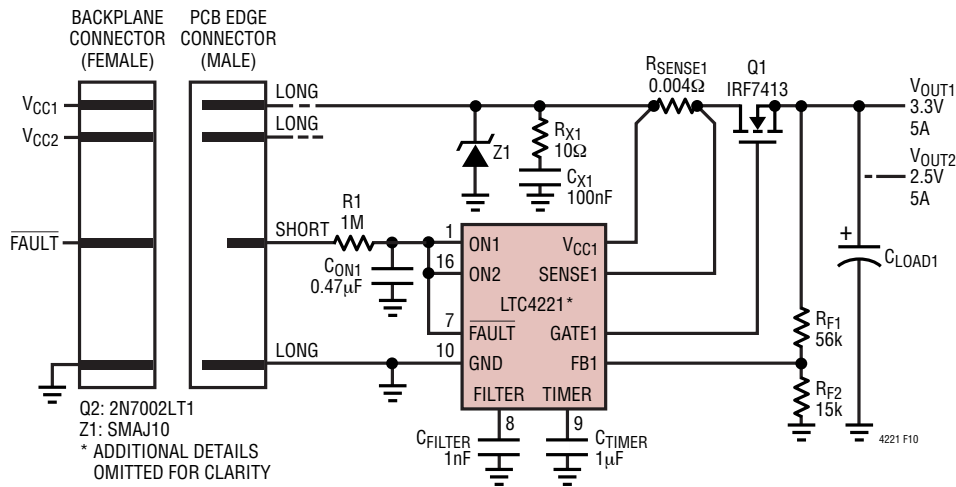 BACKPLANE
CONNECTOR
(FEMALE)
PCB EDGE
CONNECTOR
(MALE)
VCC1
VCC2
FAULT
LONG
LONG
SHORT
LONG
R1
1M
CON1
0.47µF
Z1
RX1
10Ω
CX1
100nF
RSENSE1
0.004Ω
Q1
IRF7413
VOUT1
3.3V
5A
VOUT2
2.5V
5A
+
CLOAD1
1
16
7
10
ON1
ON2
FAULT
GND
VCC1
SENSE1
LTC4221*
GATE1
FB1
FILTER
TIMER
8
9
CFILTER
1nF
CTIMER
1µF
RF1
56k
RF2
15k
Q2: 2N7002LT1
Z1: SMAJ10
* ADDITIONAL DETAILS
OMITTED FOR CLARITY
4221 F10